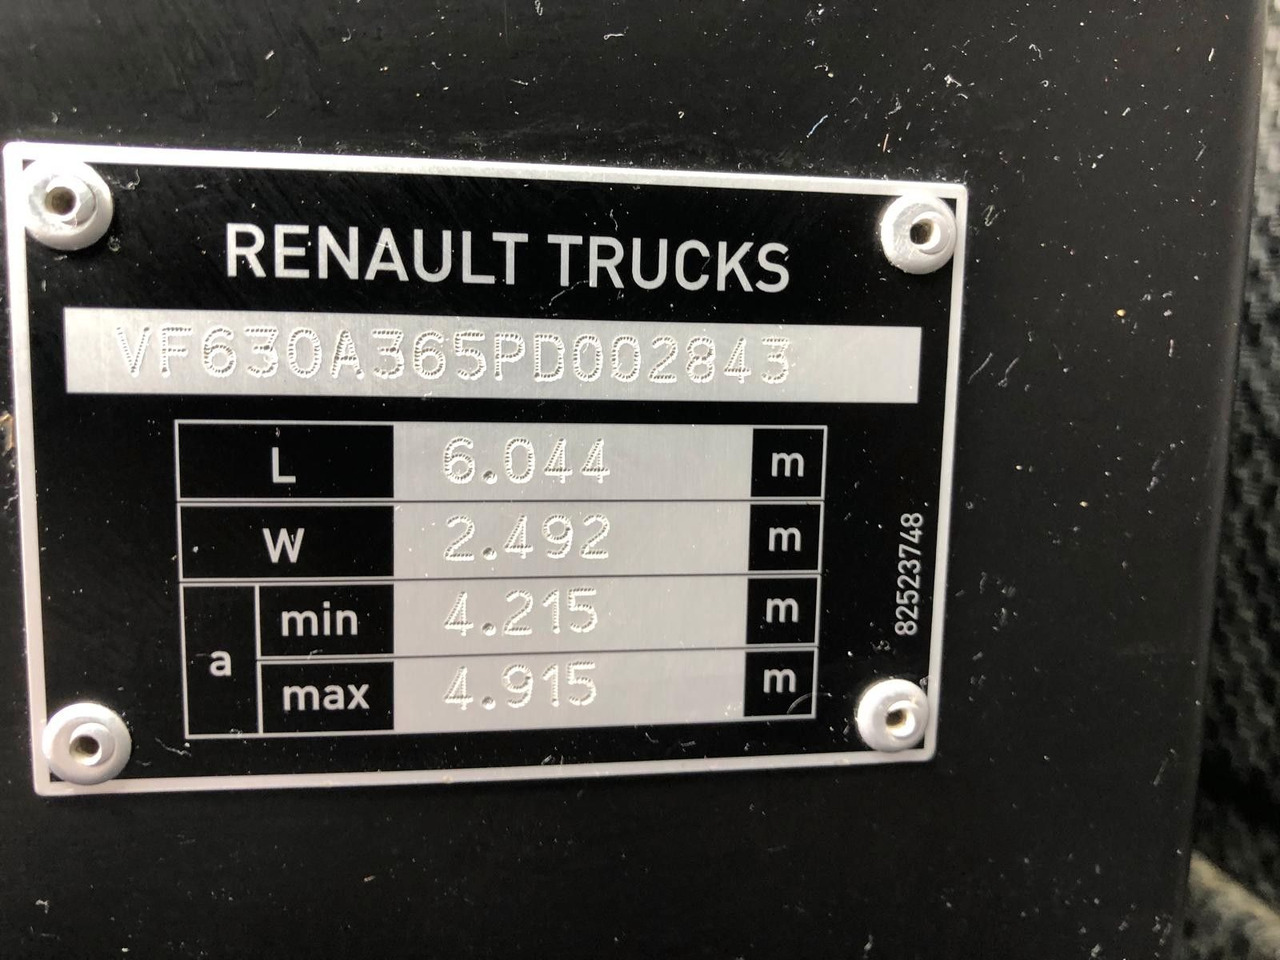 RENAULT TRUCKS
VF630A365PD002843
L 6.044 m
W 2.492 m
a min 4.215 m
max 4.915 m
82523748